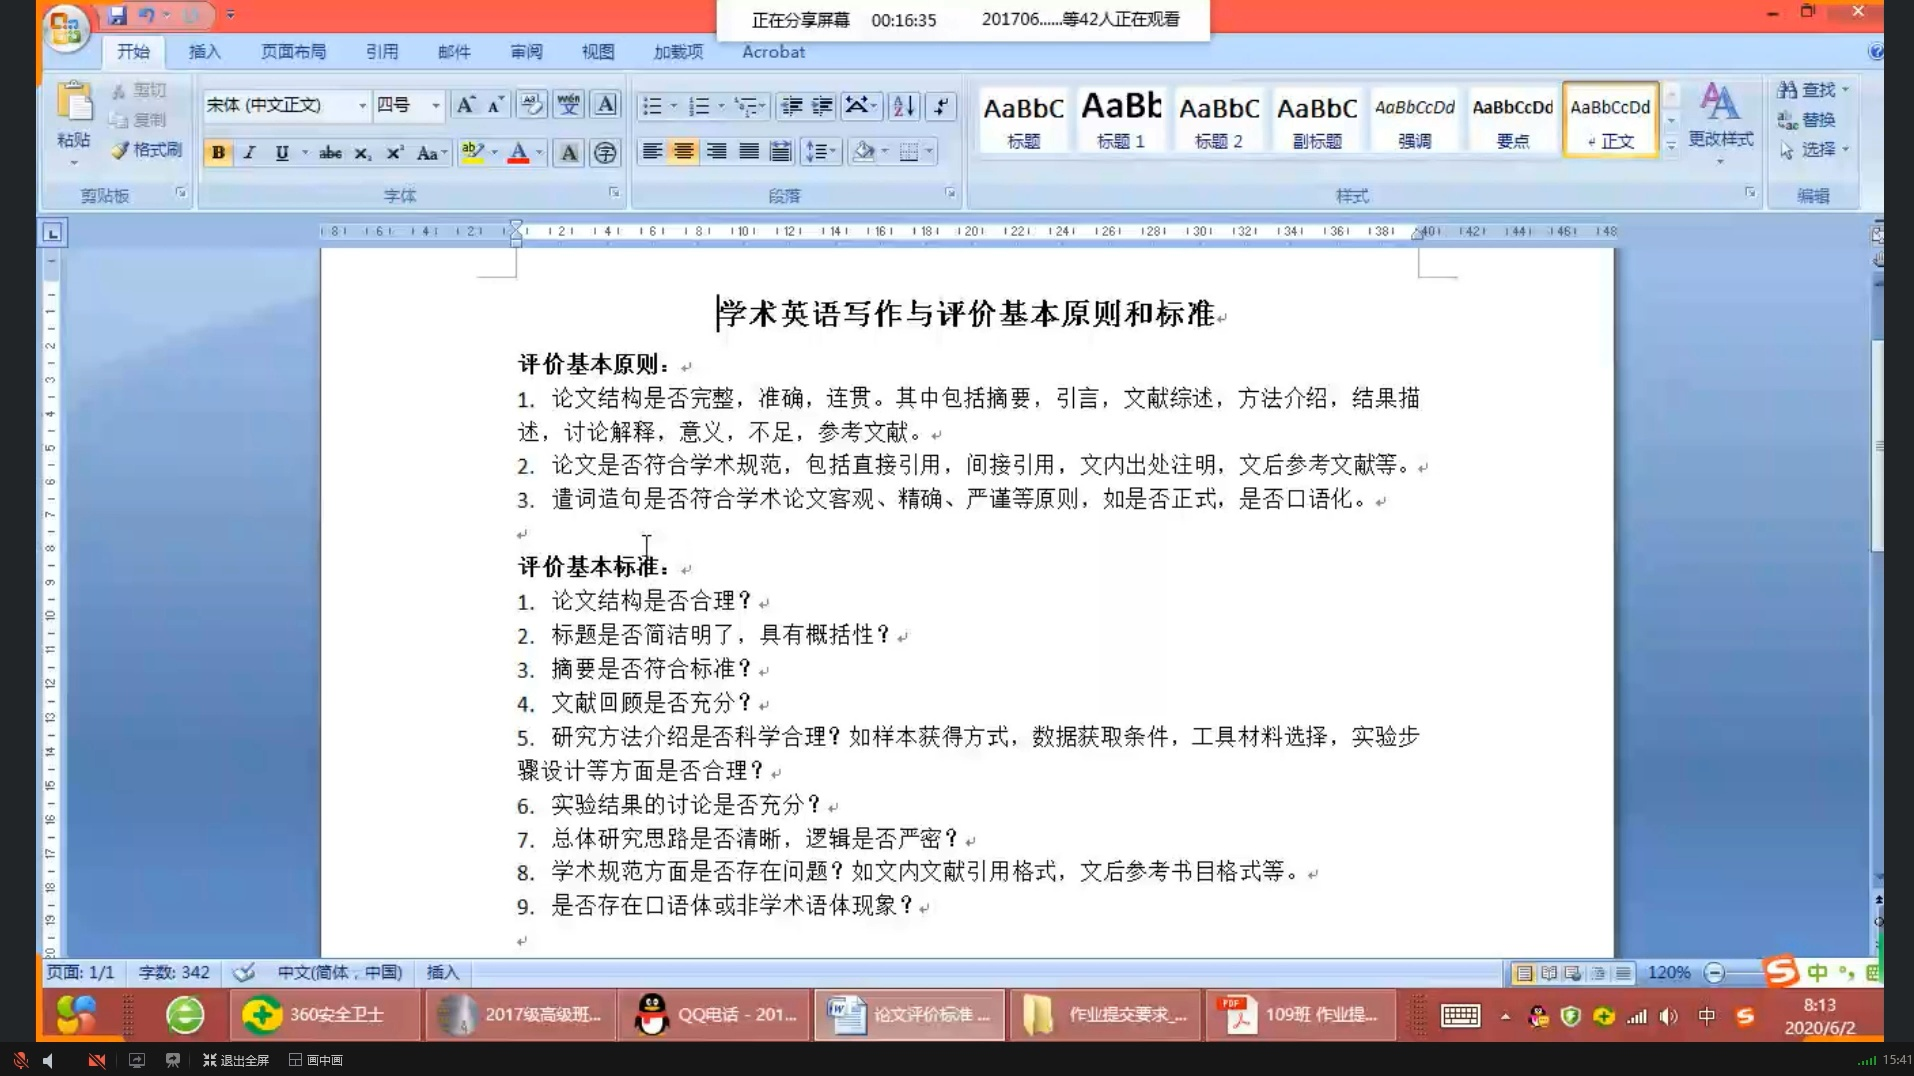 正在分享屏幕 00:16:35 201706......等42人正在观看
开始 插入 页面布局 引用 邮件 审阅 视图 加载项 Acrobat
粘贴 剪切 复制 格式刷
宋体 (中文正文) 四号
AaBbC AaBb AaBbC AaBbC AaBbCcDd AaBbCcDd AaBbCcDd
标题 标题 1 标题 2 副标题 强调 要点 正文
更改样式
查找
替换
选择
剪贴板 字体 段落 样式 编辑
学术英语写作与评价基本原则和标准
评价基本原则：
1. 论文结构是否完整，准确，连贯。其中包括摘要，引言，文献综述，方法介绍，结果描
述，讨论解释，意义，不足，参考文献。
2. 论文是否符合学术规范，包括直接引用，间接引用，文内出处注明，文后参考文献等。
3. 遣词造句是否符合学术论文客观、精确、严谨等原则，如是否正式，是否口语化。
评价基本标准：
1. 论文结构是否合理？
2. 标题是否简洁明了，具有概括性？
3. 摘要是否符合标准？
4. 文献回顾是否充分？
5. 研究方法介绍是否科学合理？如样本获得方式，数据获取条件，工具材料选择，实验步
骤设计等方面是否合理？
6. 实验结果的讨论是否充分？
7. 总体研究思路是否清晰，逻辑是否严密？
8. 学术规范方面是否存在问题？如文内文献引用格式，文后参考书目格式等。
9. 是否存在口语体或非学术语体现象？
页面: 1/1 字数: 342 中文(简体，中国) 插入 120% 中
360安全卫士 2017级高级班... QQ电话 - 201... 论文评价标准 ... 作业提交要求_... 109班 作业提... 中 8:13
2020/6/2
退出全屏 画中画 15:41